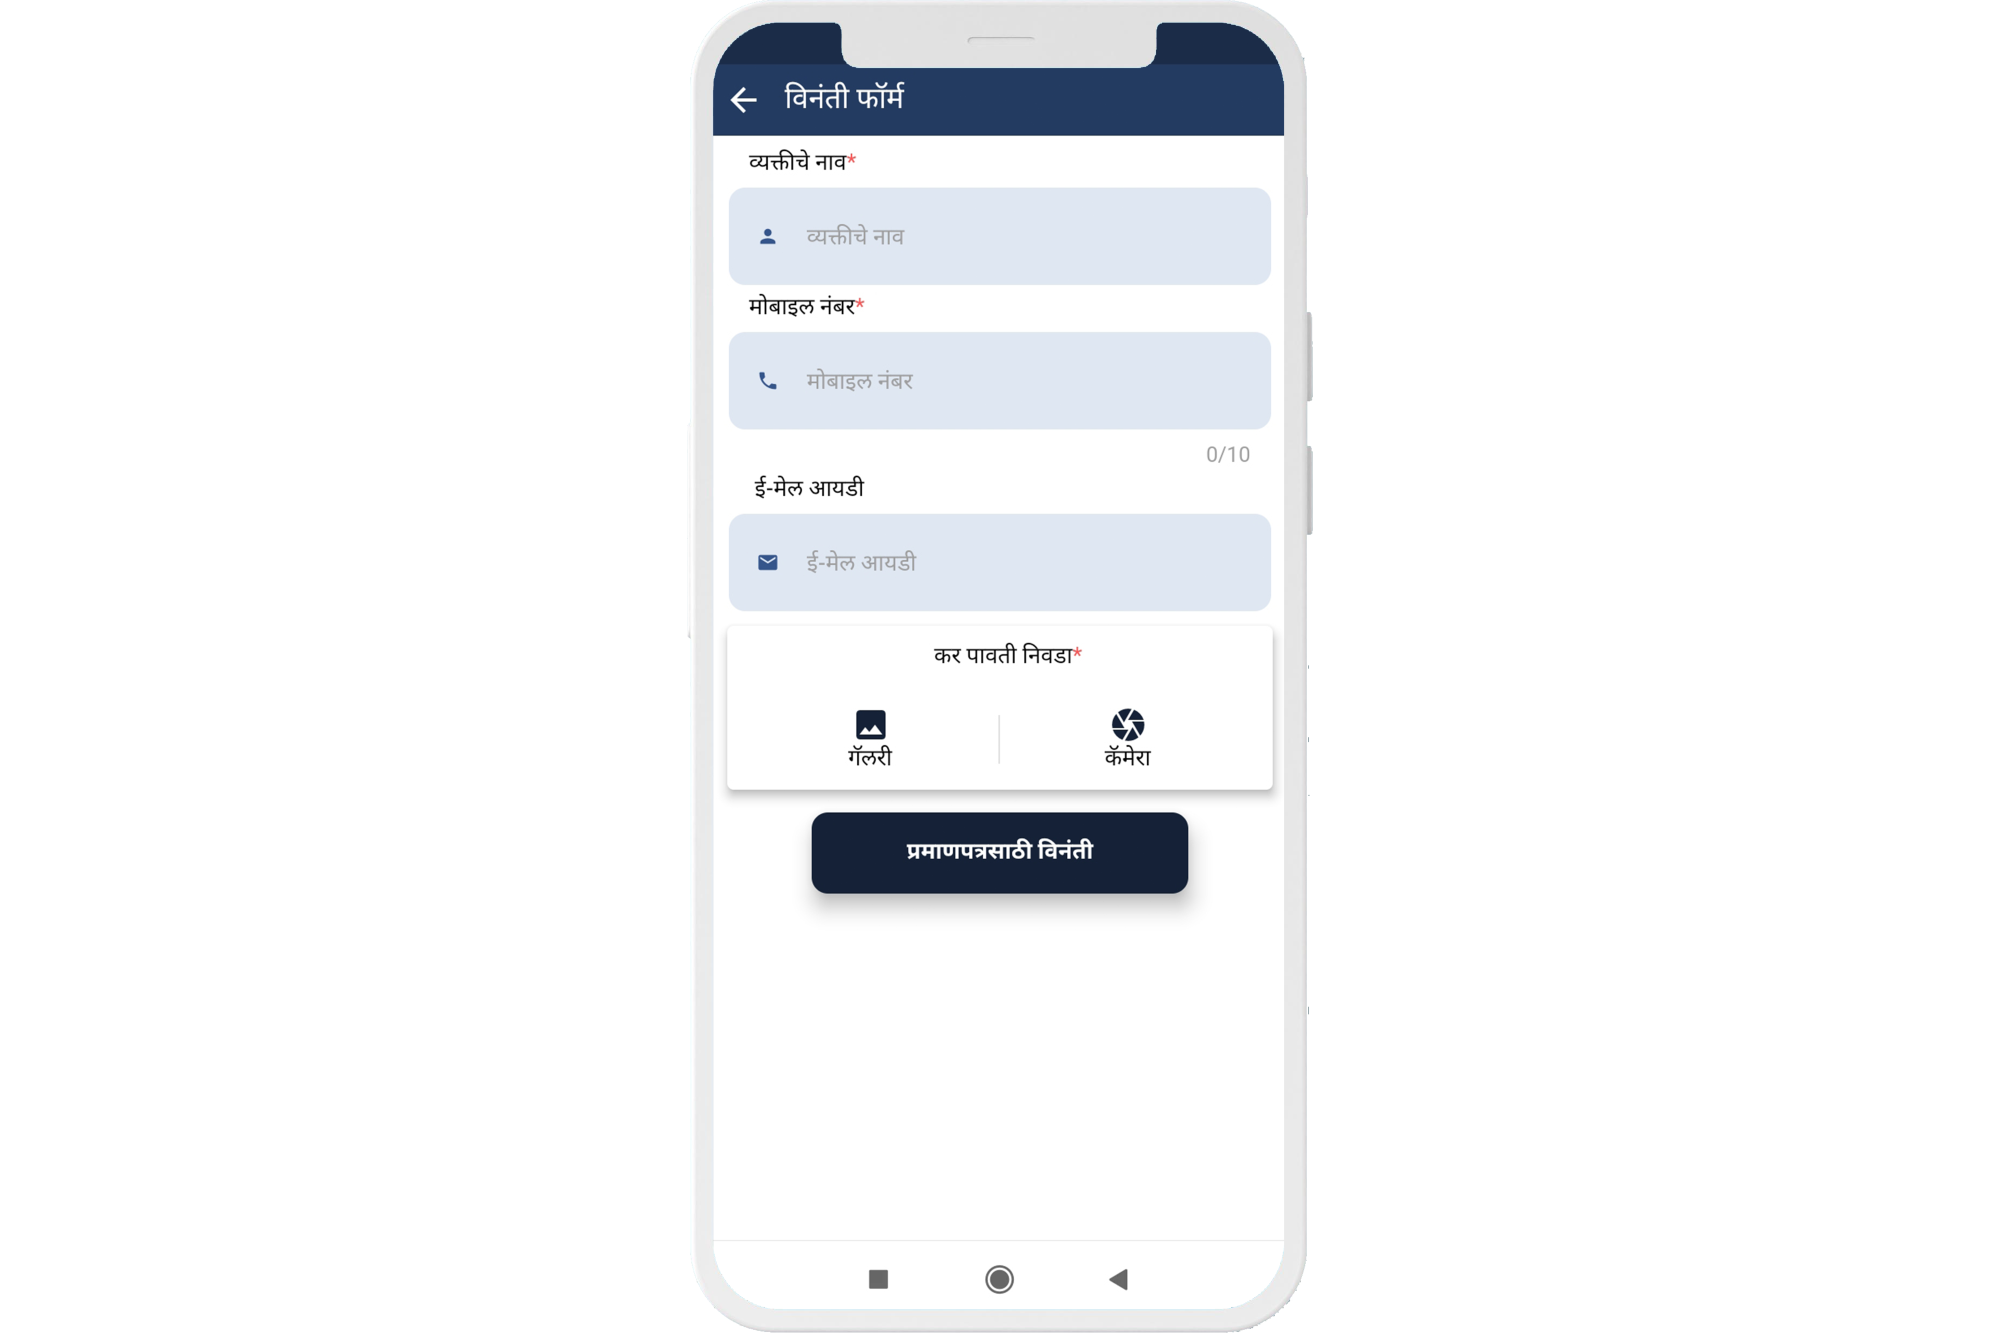 विनंती फॉर्म
व्यक्तीचे नाव*
व्यक्तीचे नाव
मोबाइल नंबर*
मोबाइल नंबर
0/10
ई-मेल आयडी
ई-मेल आयडी
कर पावती निवडा*
गॅलरी
कॅमेरा
प्रमाणपत्रसाठी विनंती